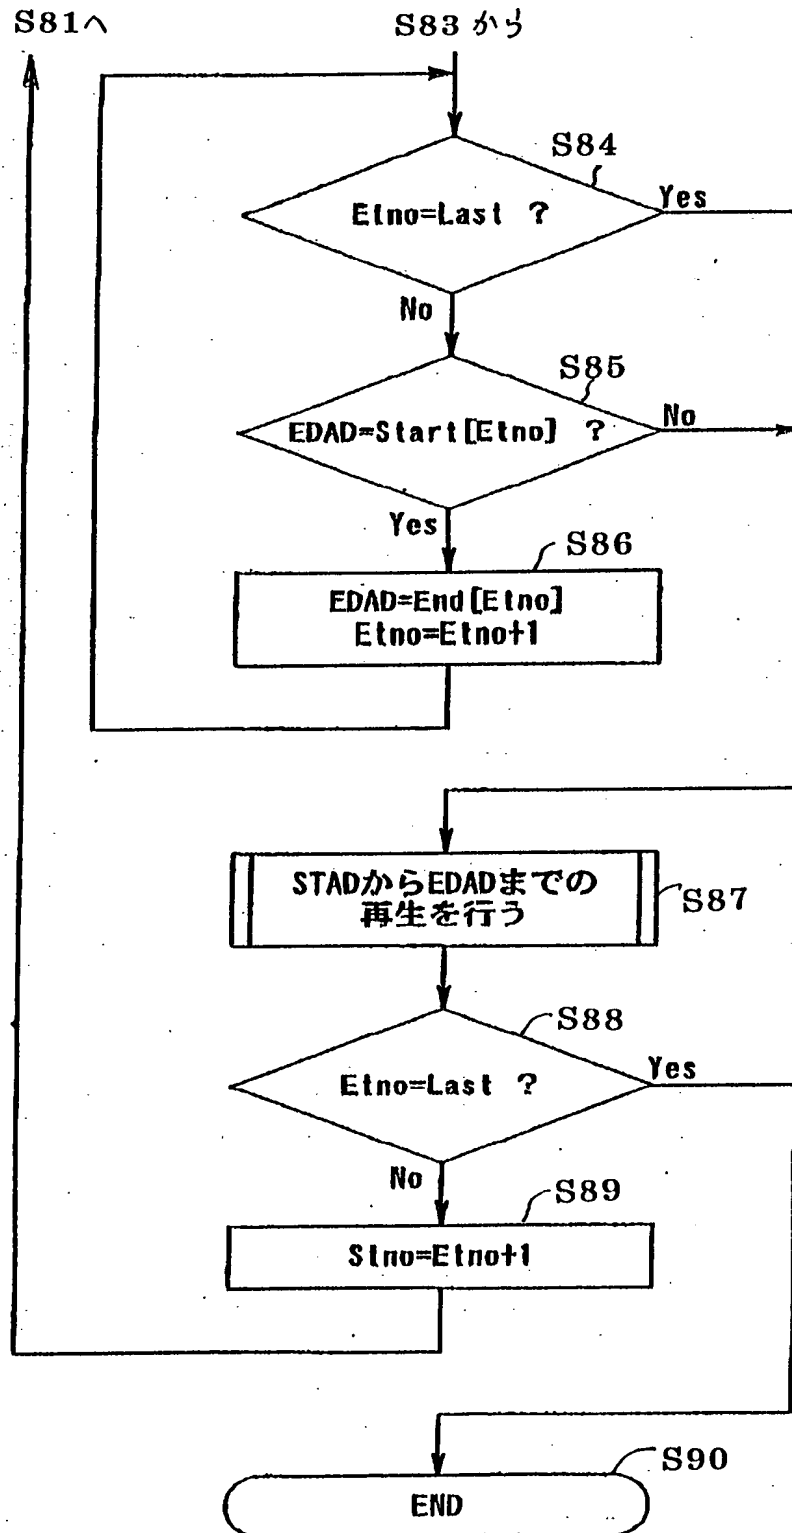 S81へ
S83から
S84
Etno=Last ?
Yes
No
S85
EDAD=Start[Etno] ?
No
Yes
S86
EDAD=End[Etno]
Etno=Etno+1
STADからEDADまでの
再生を行う
S87
S88
Etno=Last ?
Yes
No
S89
Stno=Etno+1
S90
END